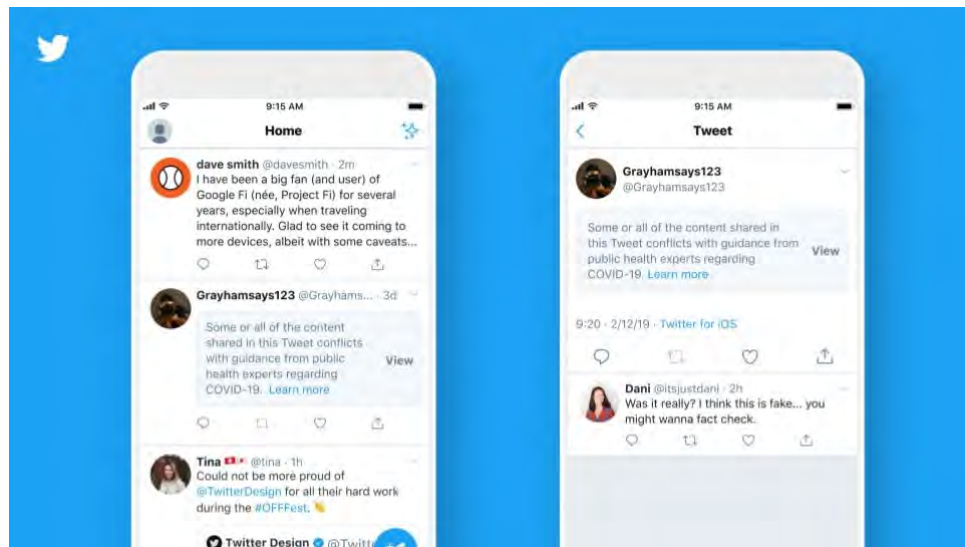 9:15 AM
Home
dave smith @davesmith · 2m
I have been a big fan (and user) of
Google Fi (née, Project Fi) for several
years, especially when traveling
internationally. Glad to see it coming to
more devices, albeit with some caveats...
Grayhamsays123 @Grayhams... · 3d
Some or all of the content
shared in this Tweet conflicts
with guidance from public
health experts regarding
COVID-19. Learn more
View
Tina @tina · 1h
Could not be more proud of
@TwitterDesign for all their hard work
during the #OFFFest.
Twitter Design @Twitt
9:15 AM
Tweet
Grayhamsays123
@Grayhamsays123
Some or all of the content shared in
this Tweet conflicts with guidance from
public health experts regarding
COVID-19. Learn more
View
9:20 · 2/12/19 · Twitter for iOS
Dani @itsjustdani · 2h
Was it really? I think this is fake... you
might wanna fact check.